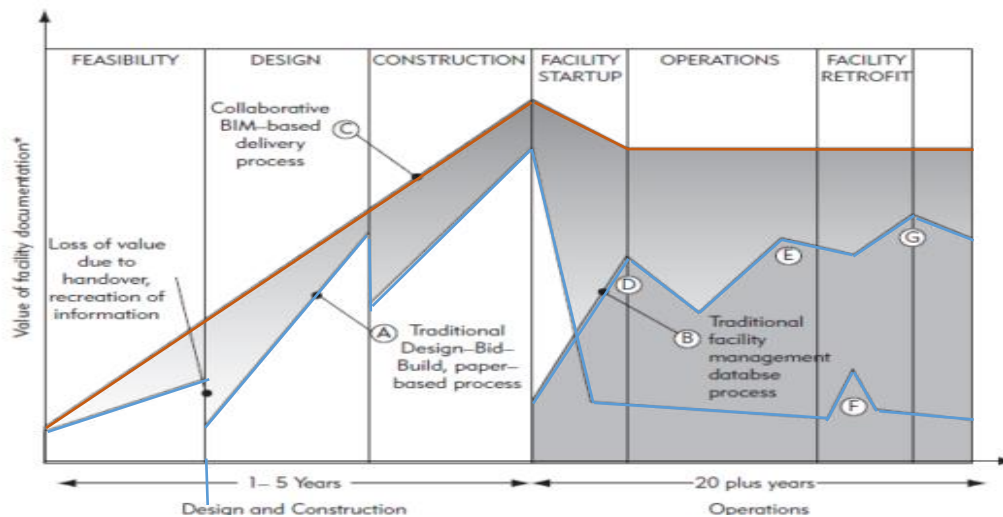 FEASIBILITY
DESIGN
CONSTRUCTION
FACILITY
STARTUP
OPERATIONS
FACILITY
RETROFIT
Value of facility documentation*
Collaborative
BIM–based
delivery
process
C
Loss of value
due to
handover,
recreation of
information
A
Traditional
Design–Bid–
Build, paper–
based process
D
B
Traditional
facility
management
databse
process
E
F
G
1– 5 Years
20 plus years
Design and Construction
Operations